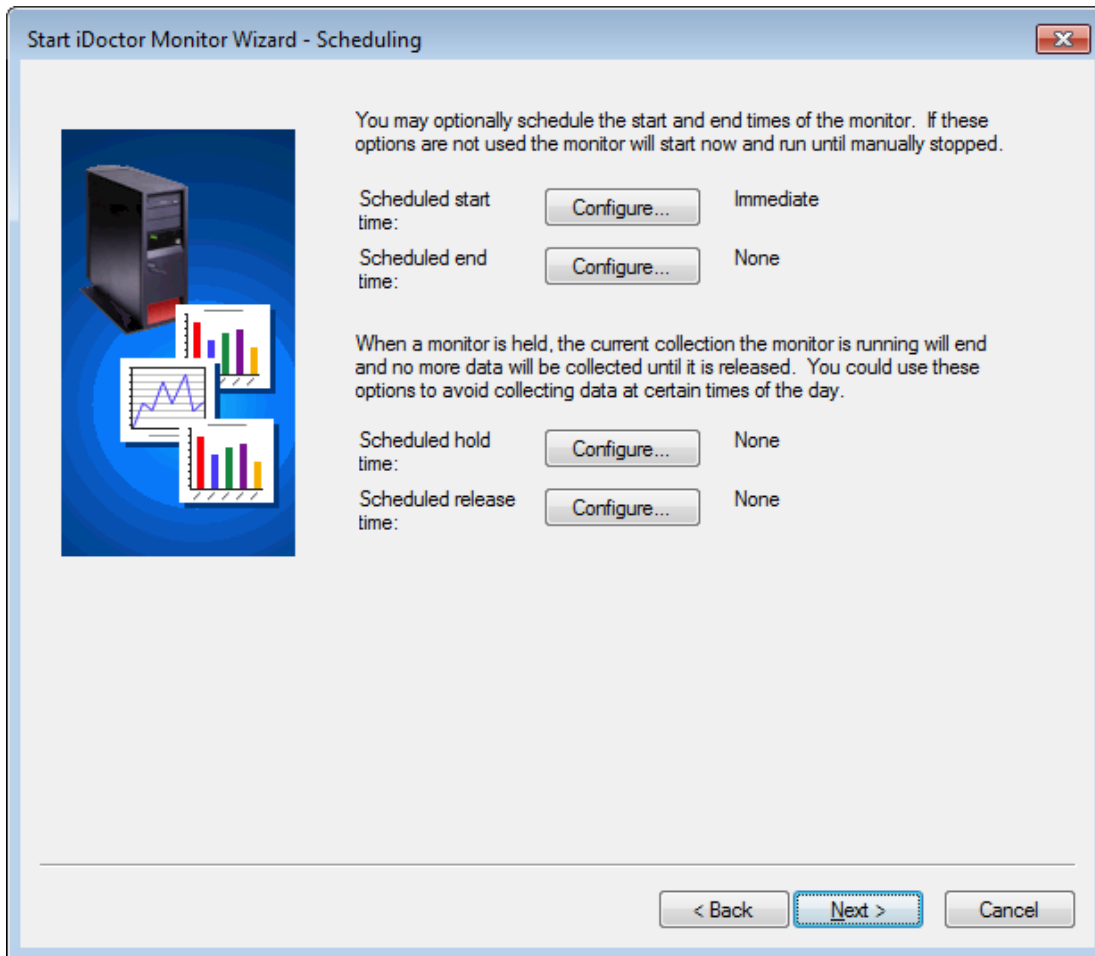 Start iDoctor Monitor Wizard - Scheduling
You may optionally schedule the start and end times of the monitor.  If these
options are not used the monitor will start now and run until manually stopped.
Scheduled start
time:
Configure...
Immediate
Scheduled end
time:
Configure...
None
When a monitor is held, the current collection the monitor is running will end
and no more data will be collected until it is released.  You could use these
options to avoid collecting data at certain times of the day.
Scheduled hold
time:
Configure...
None
Scheduled release
time:
Configure...
None
< Back
Next >
Cancel